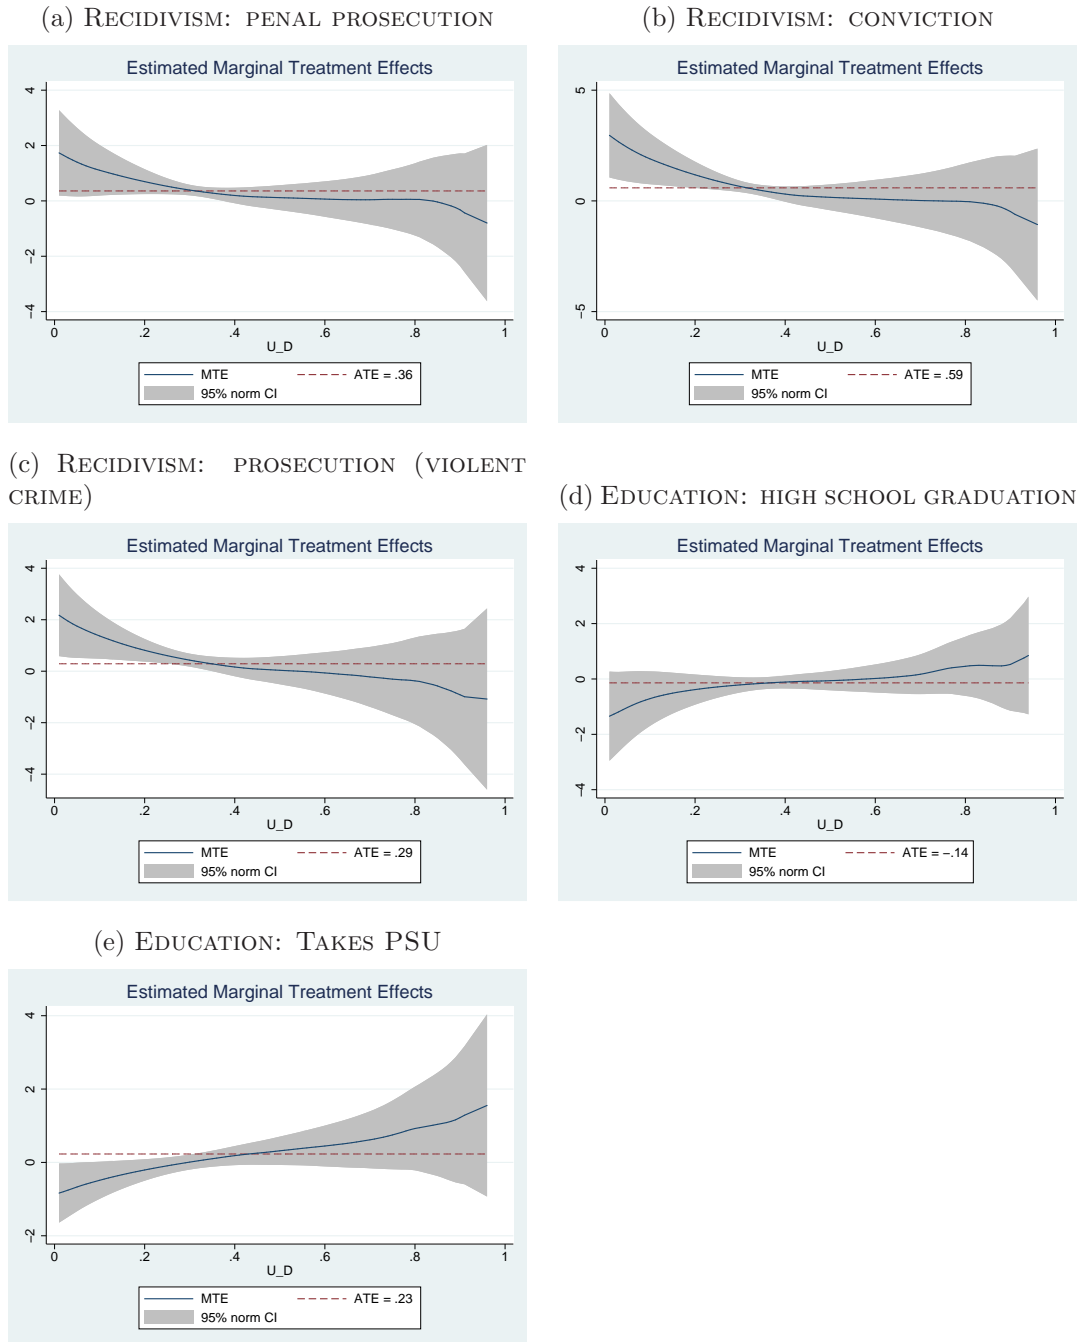 (a) RECIDIVISM: PENAL PROSECUTION
Estimated Marginal Treatment Effects
4
2
0
−2
−4
0 .2 .4 .6 .8 1
U_D
MTE ATE = .36
95% norm CI
(b) RECIDIVISM: CONVICTION
Estimated Marginal Treatment Effects
5
0
−5
0 .2 .4 .6 .8 1
U_D
MTE ATE = .59
95% norm CI
(c) RECIDIVISM: PROSECUTION (VIOLENT
CRIME)
Estimated Marginal Treatment Effects
4
2
0
−2
−4
0 .2 .4 .6 .8 1
U_D
MTE ATE = .29
95% norm CI
(d) EDUCATION: HIGH SCHOOL GRADUATION
Estimated Marginal Treatment Effects
4
2
0
−2
−4
0 .2 .4 .6 .8 1
U_D
MTE ATE = −.14
95% norm CI
(e) EDUCATION: TAKES PSU
Estimated Marginal Treatment Effects
4
2
0
−2
0 .2 .4 .6 .8 1
U_D
MTE ATE = .23
95% norm CI